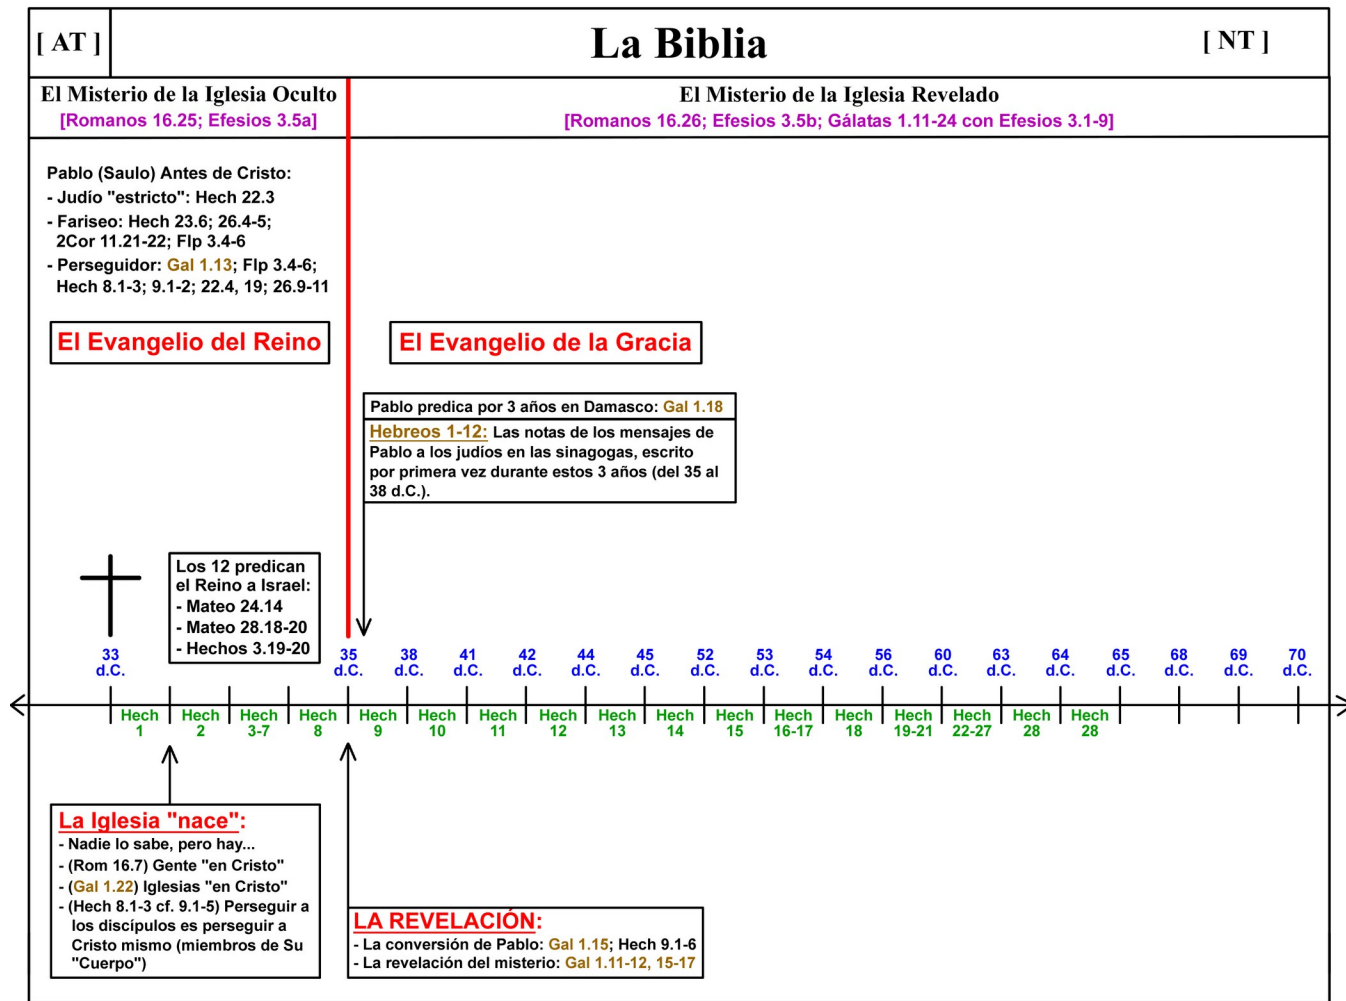 [ AT ]
La Biblia
[ NT ]
El Misterio de la Iglesia Oculto
[Romanos 16.25; Efesios 3.5a]
El Misterio de la Iglesia Revelado
[Romanos 16.26; Efesios 3.5b; Gálatas 1.11-24 con Efesios 3.1-9]
Pablo (Saulo) Antes de Cristo:
- Judío "estricto": Hech 22.3
- Fariseo: Hech 23.6; 26.4-5;
2Cor 11.21-22; Flp 3.4-6
- Perseguidor: Gal 1.13; Flp 3.4-6;
Hech 8.1-3; 9.1-2; 22.4, 19; 26.9-11
El Evangelio del Reino
El Evangelio de la Gracia
Pablo predica por 3 años en Damasco: Gal 1.18
Hebreos 1-12: Las notas de los mensajes de
Pablo a los judíos en las sinagogas, escrito
por primera vez durante estos 3 años (del 35 al
38 d.C.).
Los 12 predican
el Reino a Israel:
- Mateo 24.14
- Mateo 28.18-20
- Hechos 3.19-20
33 35 38 41 42 44 45 52 53 54 56 60 63 64 65 68 69 70
d.C. d.C. d.C. d.C. d.C. d.C. d.C. d.C. d.C. d.C. d.C. d.C. d.C. d.C. d.C. d.C. d.C. d.C.
Hech Hech Hech Hech Hech Hech Hech Hech Hech Hech Hech Hech Hech Hech Hech Hech Hech
1 2 3-7 8 9 10 11 12 13 14 15 16-17 18 19-21 22-27 28 28
La Iglesia "nace":
- Nadie lo sabe, pero hay...
- (Rom 16.7) Gente "en Cristo"
- (Gal 1.22) Iglesias "en Cristo"
- (Hech 8.1-3 cf. 9.1-5) Perseguir a
los discípulos es perseguir a
Cristo mismo (miembros de Su
"Cuerpo")
LA REVELACIÓN:
- La conversión de Pablo: Gal 1.15; Hech 9.1-6
- La revelación del misterio: Gal 1.11-12, 15-17